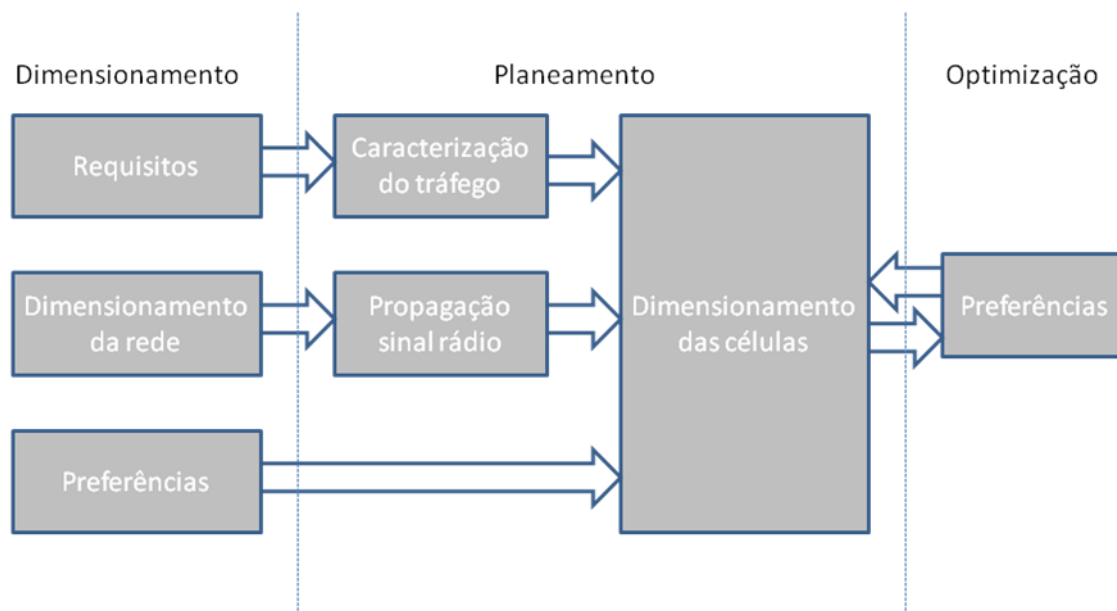 Dimensionamento
Planeamento
Optimização
Requisitos
Caracterização
do tráfego
Dimensionamento
da rede
Propagação
sinal rádio
Dimensionamento
das células
Preferências
Preferências